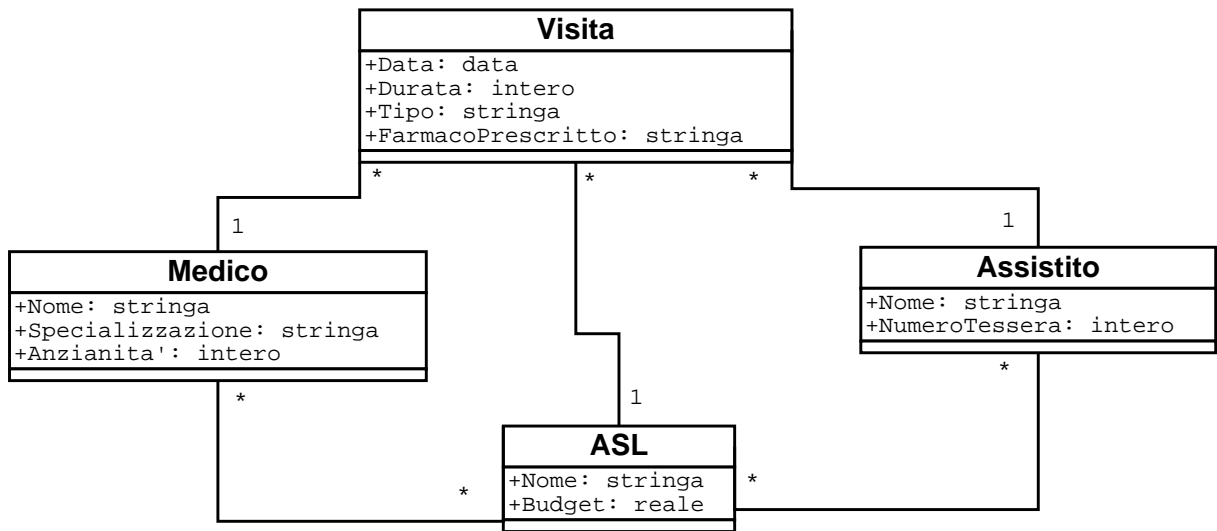 Visita
+Data: data
+Durata: intero
+Tipo: stringa
+FarmacoPrescritto: stringa
* * *
1 1
Medico
+Nome: stringa
+Specializzazione: stringa
+Anzianita': intero
Assistito
+Nome: stringa
+NumeroTessera: intero
* 1 *
ASL
+Nome: stringa
+Budget: reale
* *